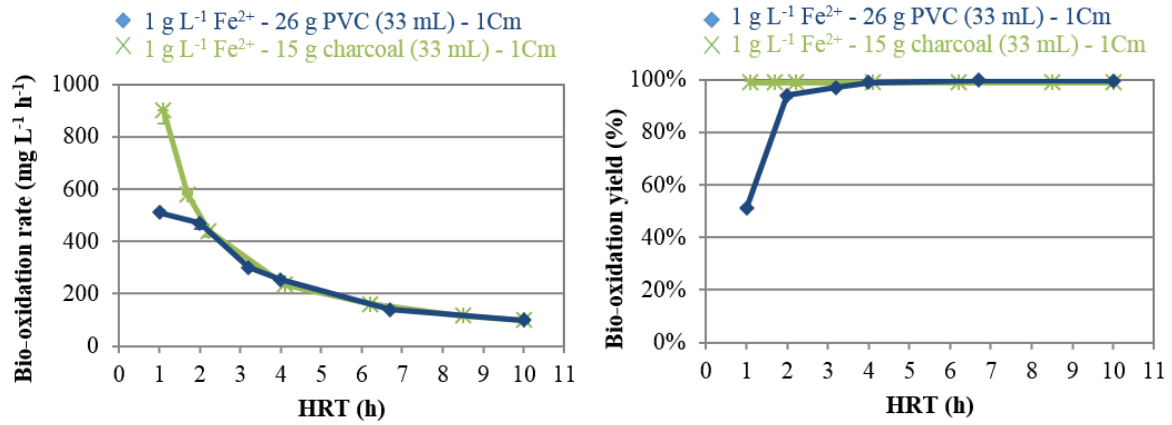 1 g L⁻¹ Fe²⁺ - 26 g PVC (33 mL) - 1Cm
1 g L⁻¹ Fe²⁺ - 15 g charcoal (33 mL) - 1Cm
Bio-oxidation rate (mg L⁻¹ h⁻¹)
1000
800
600
400
200
0
0 1 2 3 4 5 6 7 8 9 10 11
HRT (h)
1 g L⁻¹ Fe²⁺ - 26 g PVC (33 mL) - 1Cm
1 g L⁻¹ Fe²⁺ - 15 g charcoal (33 mL) - 1Cm
Bio-oxidation yield (%)
100%
80%
60%
40%
20%
0%
0 1 2 3 4 5 6 7 8 9 10 11
HRT (h)